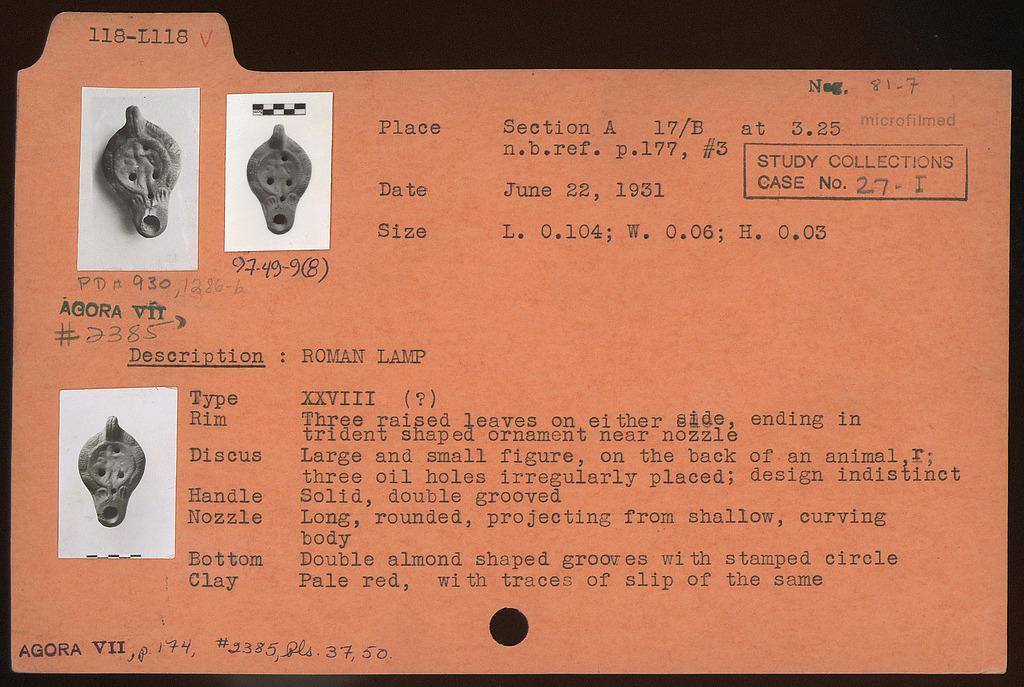 118-L118 V
Neg. 81-7
microfilmed
Place Section A 17/B at 3.25
n.b.ref. p.177, #3
STUDY COLLECTIONS
CASE No. 27-I
Date June 22, 1931
Size L. 0.104; W. 0.06; H. 0.03
97-49-9(8)
PD# 930, 1286-b
AGORA VII,
#2385
Description : ROMAN LAMP
Type XXVIII (?)
Rim Three raised leaves on either side, ending in
trident shaped ornament near nozzle
Discus Large and small figure, on the back of an animal,r;
three oil holes irregularly placed; design indistinct
Handle Solid, double grooved
Nozzle Long, rounded, projecting from shallow, curving
body
Bottom Double almond shaped grooves with stamped circle
Clay Pale red, with traces of slip of the same
AGORA VII, p. 174, #2385, Pls. 37, 50.